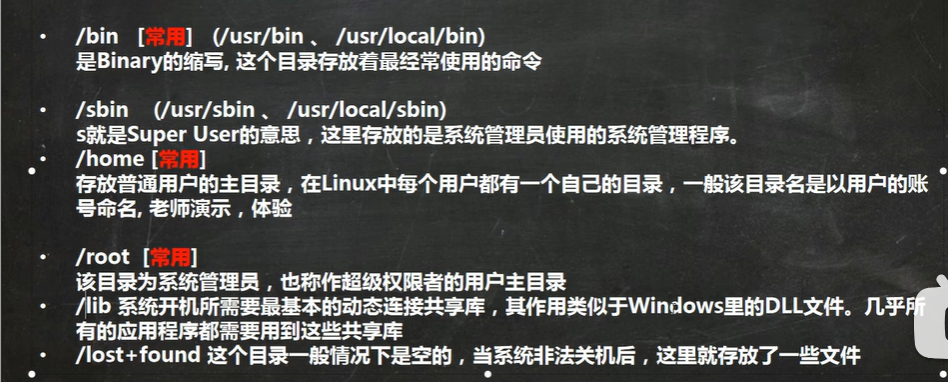 • /bin [常用] (/usr/bin 、 /usr/local/bin)
是Binary的缩写, 这个目录存放着最经常使用的命令
• /sbin (/usr/sbin 、 /usr/local/sbin)
s就是Super User的意思，这里存放的是系统管理员使用的系统管理程序。
• /home [常用]
存放普通用户的主目录，在Linux中每个用户都有一个自己的目录，一般该目录名是以用户的账
号命名, 老师演示，体验
• /root [常用]
该目录为系统管理员，也称作超级权限者的用户主目录
• /lib 系统开机所需要最基本的动态连接共享库，其作用类似于Windows里的DLL文件。几乎所
有的应用程序都需要用到这些共享库
• /lost+found 这个目录一般情况下是空的，当系统非法关机后，这里就存放了一些文件